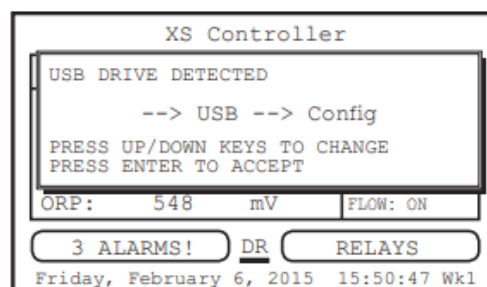 XS Controller
USB DRIVE DETECTED
--> USB --> Config
PRESS UP/DOWN KEYS TO CHANGE
PRESS ENTER TO ACCEPT
ORP: 548 mV FLOW: ON
3 ALARMS! DR RELAYS
Friday, February 6, 2015 15:50:47 Wk1